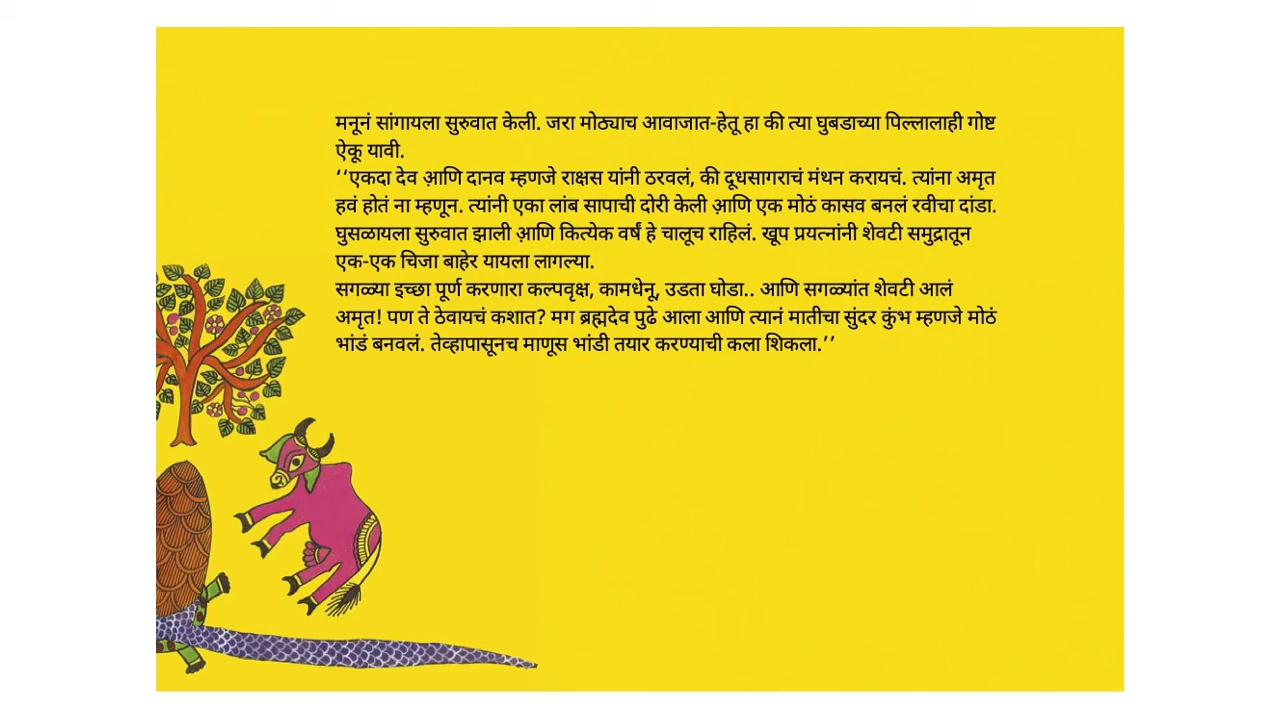 मनूनं सांगायला सुरुवात केली. जरा मोठ्याच आवाजात-हेतू हा की त्या घुबडाच्या पिल्लालाही गोष्ट
ऐकू यावी.
‘‘एकदा देव आणि दानव म्हणजे राक्षस यांनी ठरवलं, की दूधसागराचं मंथन करायचं. त्यांना अमृत
हवं होतं ना म्हणून. त्यांनी एका लांब सापाची दोरी केली आणि एक मोठं कासव बनलं रवीचा दांडा.
घुसळायला सुरुवात झाली आणि कित्येक वर्षं हे चालूच राहिलं. खूप प्रयत्नांनी शेवटी समुद्रातून
एक-एक चिजा बाहेर यायला लागल्या.
सगळ्या इच्छा पूर्ण करणारा कल्पवृक्ष, कामधेनू, उडता घोडा.. आणि सगळ्यांत शेवटी आलं
अमृत! पण ते ठेवायचं कशात? मग ब्रह्मदेव पुढे आला आणि त्यानं मातीचा सुंदर कुंभ म्हणजे मोठं
भांडं बनवलं. तेव्हापासूनच माणूस भांडी तयार करण्याची कला शिकला.’’